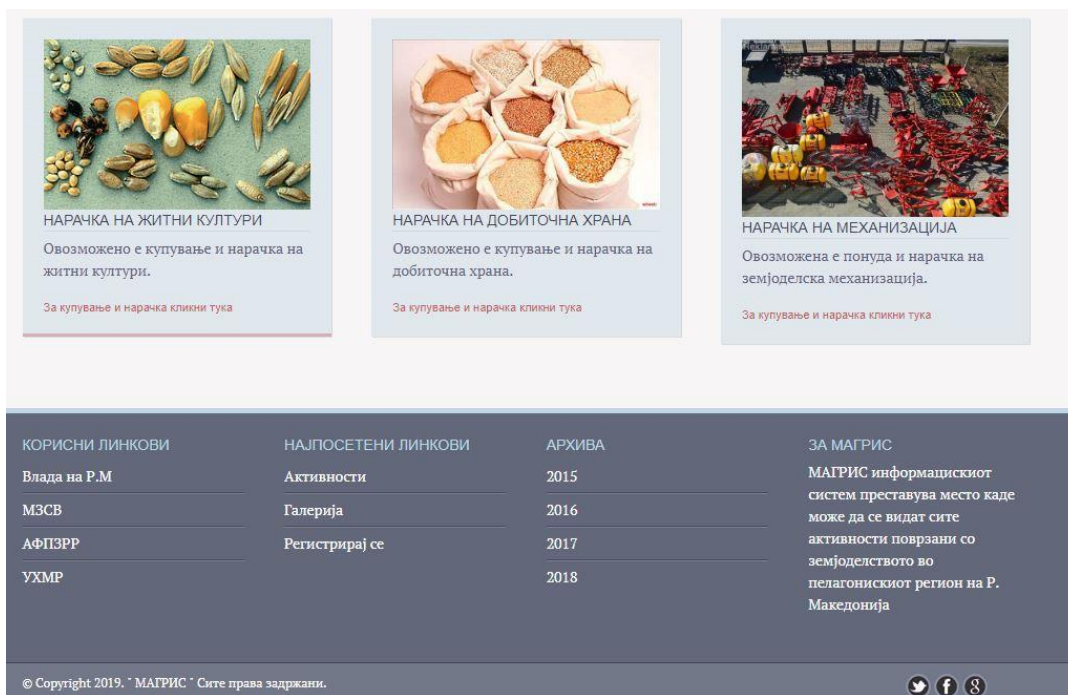 НАРАЧКА НА ЖИТНИ КУЛТУРИ
Овозможено е купување и нарачка на
житни култури.
За купување и нарачка кликни тука
НАРАЧКА НА ДОБИТОЧНА ХРАНА
Овозможено е купување и нарачка на
добиточна храна.
За купување и нарачка кликни тука
Reklama5
НАРАЧКА НА МЕХАНИЗАЦИЈА
Овозможена е понуда и нарачка на
земјоделска механизација.
За купување и нарачка кликни тука
КОРИСНИ ЛИНКОВИ
Влада на Р.М
МЗСВ
АФПЗРР
УХМР
НАЈПОСЕТЕНИ ЛИНКОВИ
Активности
Галерија
Регистрирај се
АРХИВА
2015
2016
2017
2018
ЗА МАГРИС
МАГРИС информацискиот
систем преставува место каде
може да се видат сите
активности поврзани со
земјоделството во
пелагонискиот регион на Р.
Македонија
© Copyright 2019. ˝ МАГРИС ˝ Сите права задржани.